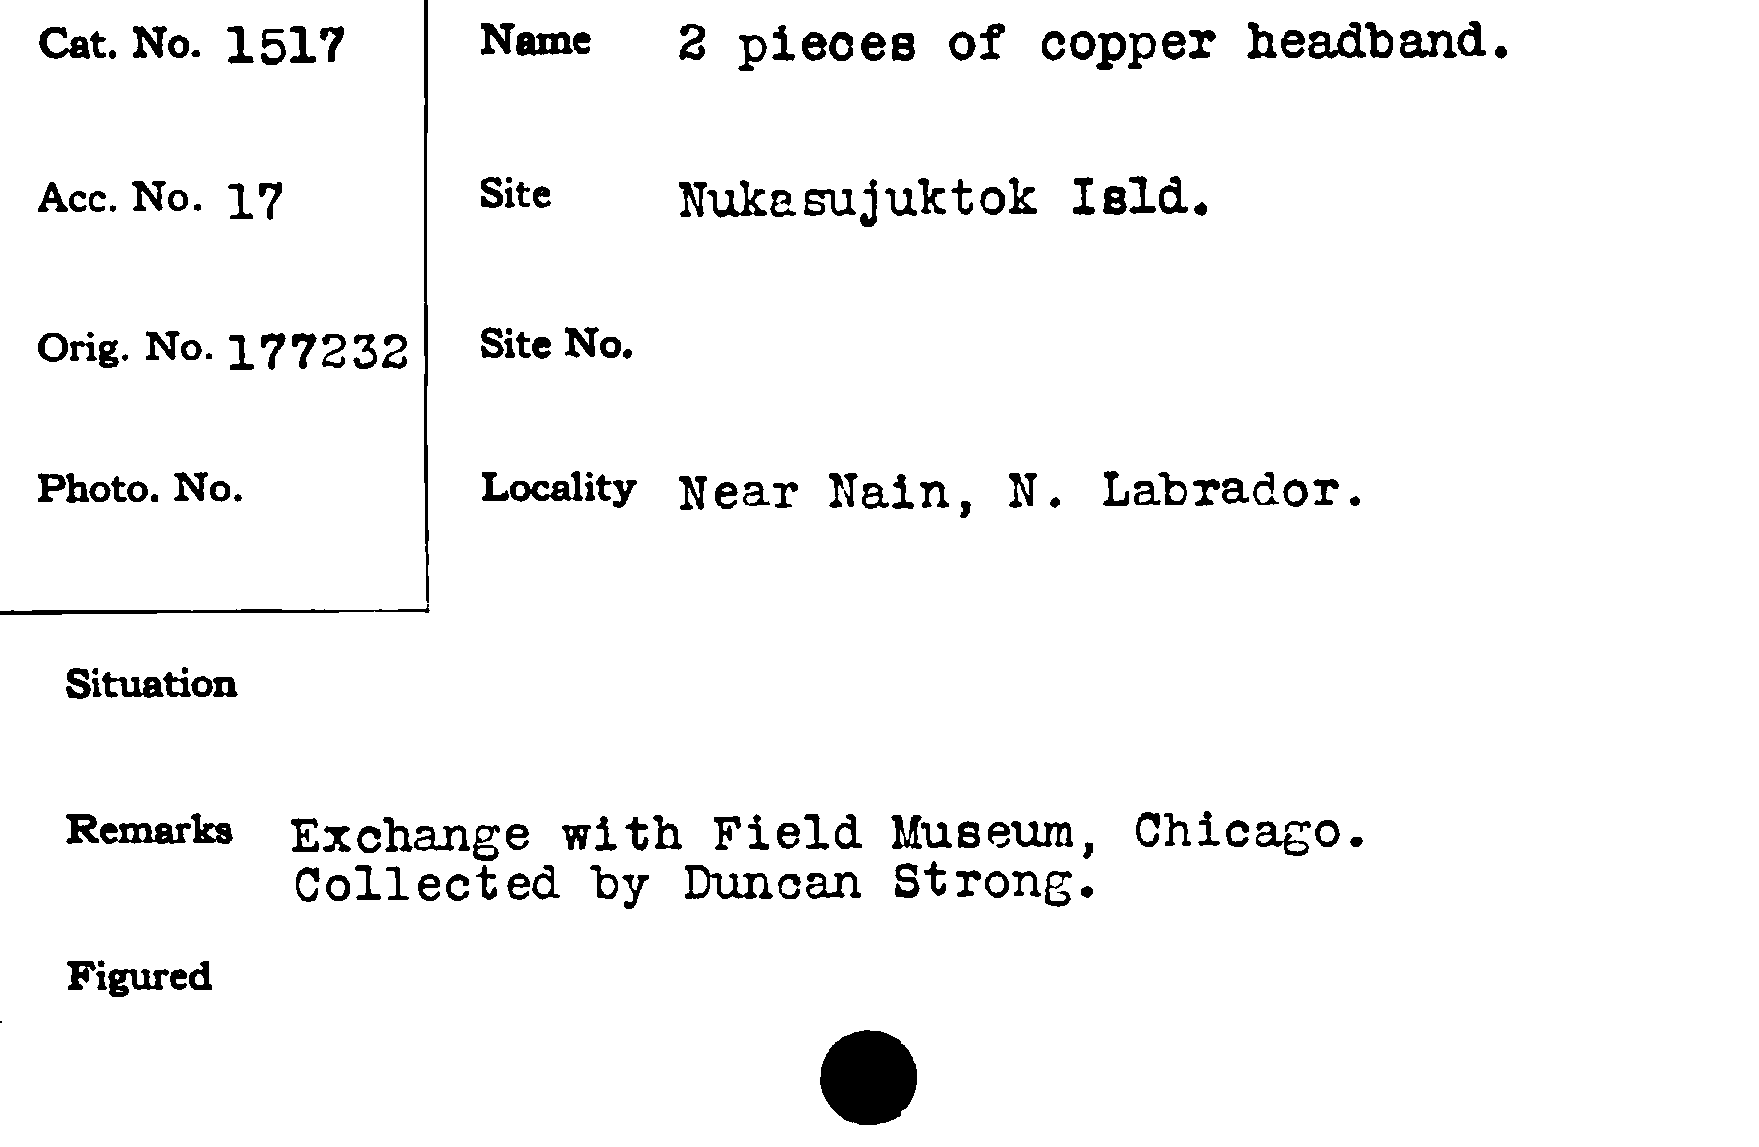 Cat. No. 1517
Name 2 pieces of copper headband.
Acc. No. 17
Site Nukasujuktok Isld.
Orig. No. 177232
Site No.
Photo. No.
Locality Near Nain, N. Labrador.
Situation
Remarks Exchange with Field Museum, Chicago.
Collected by Duncan Strong.
Figured